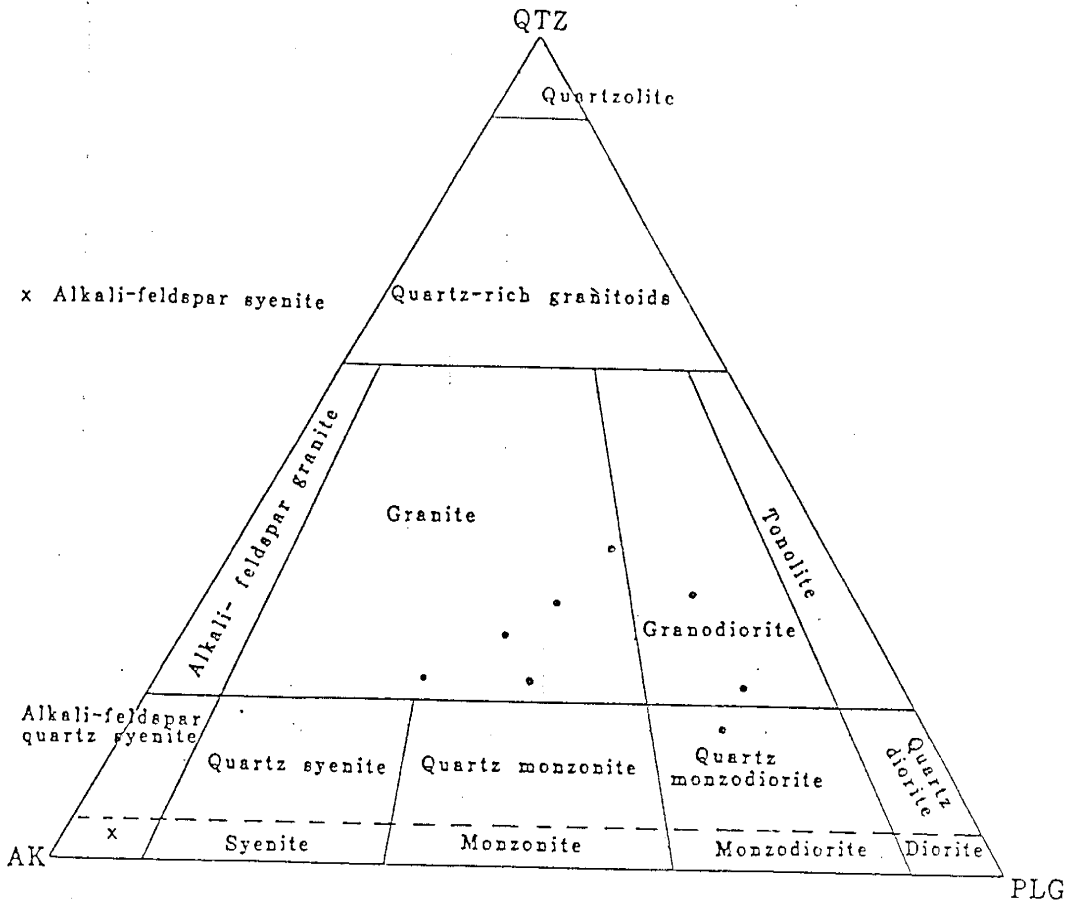 QTZ
Quartzolite
x Alkali-feldspar syenite
Quartz-rich granitoids
Alkali- feldspar granite
Granite
Tonolite
Granodiorite
Alkali-feldspar
quartz syenite
Quartz syenite
Quartz monzonite
Quartz
monzodiorite
Quartz
diorite
AK
x
Syenite
Monzonite
Monzodiorite
Diorite
PLG